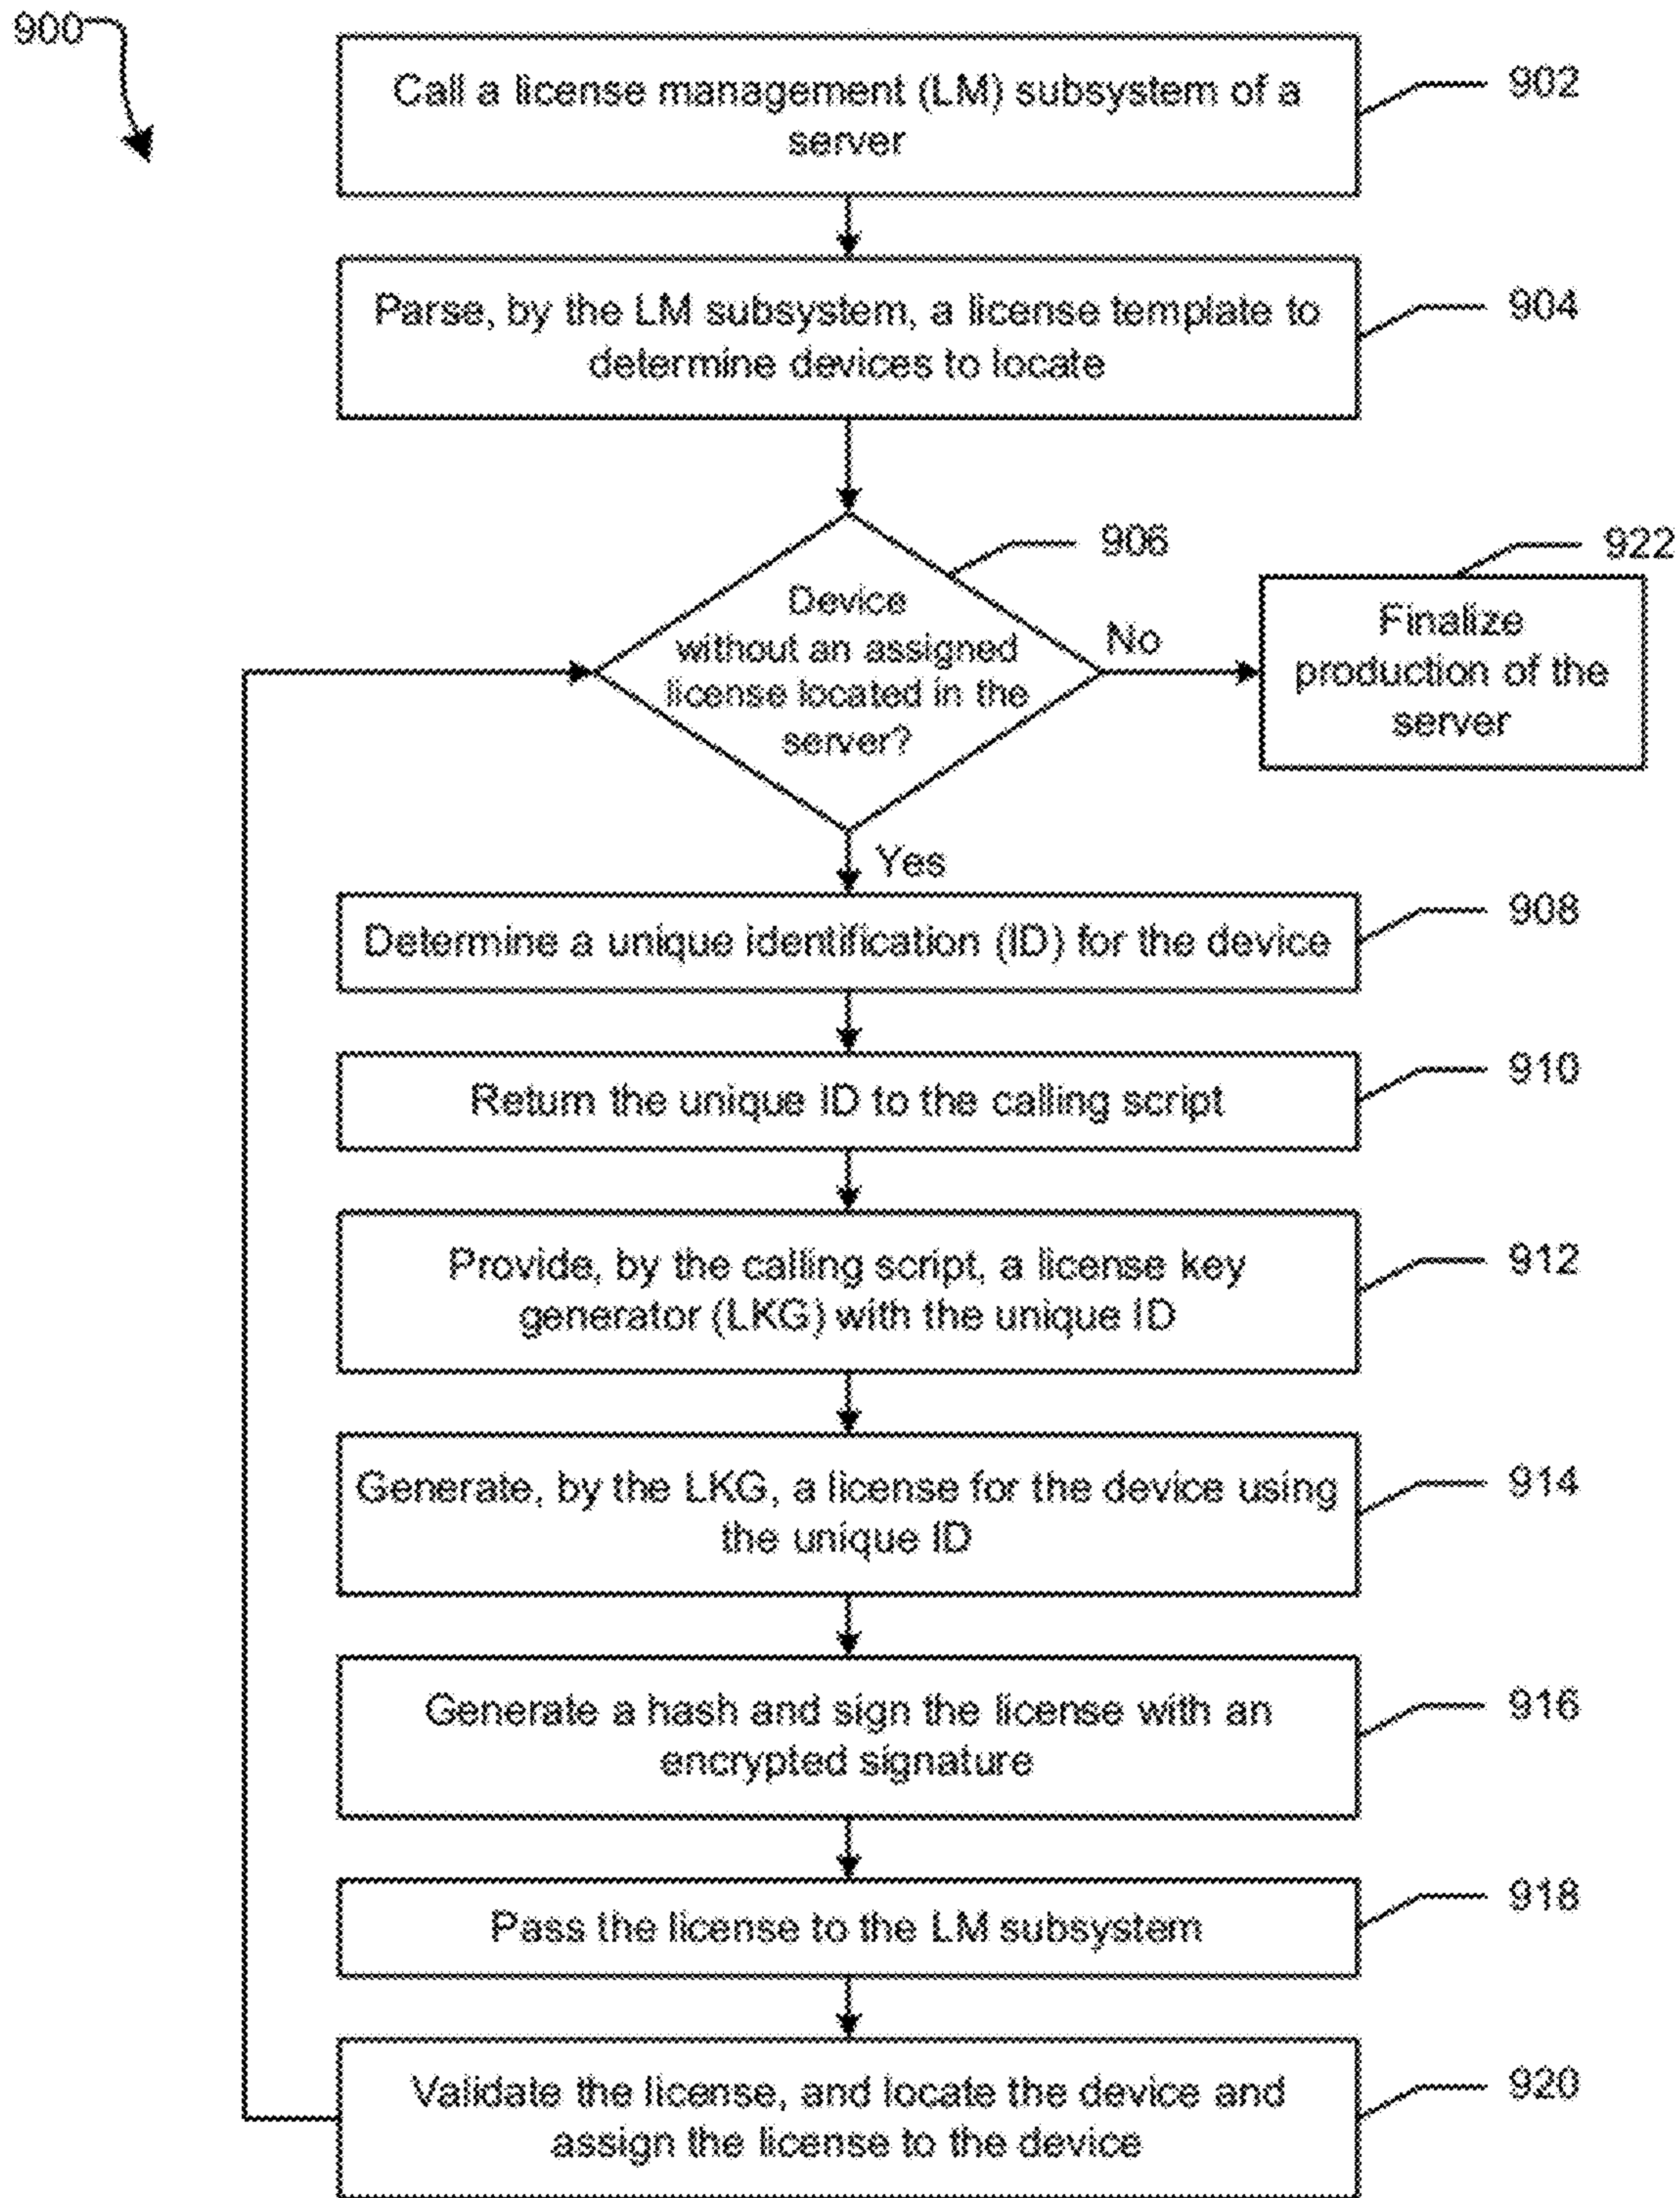 900
Call a license management (LM) subsystem of a
server
902
Parse, by the LM subsystem, a license template to
determine devices to locate
904
906
Device
without an assigned
license located in the
server?
No
922
Finalize
production of the
server
Yes
Determine a unique identification (ID) for the device
908
Return the unique ID to the calling script
910
Provide, by the calling script, a license key
generator (LKG) with the unique ID
912
Generate, by the LKG, a license for the device using
the unique ID
914
Generate a hash and sign the license with an
encrypted signature
916
Pass the license to the LM subsystem
918
Validate the license, and locate the device and
assign the license to the device
920